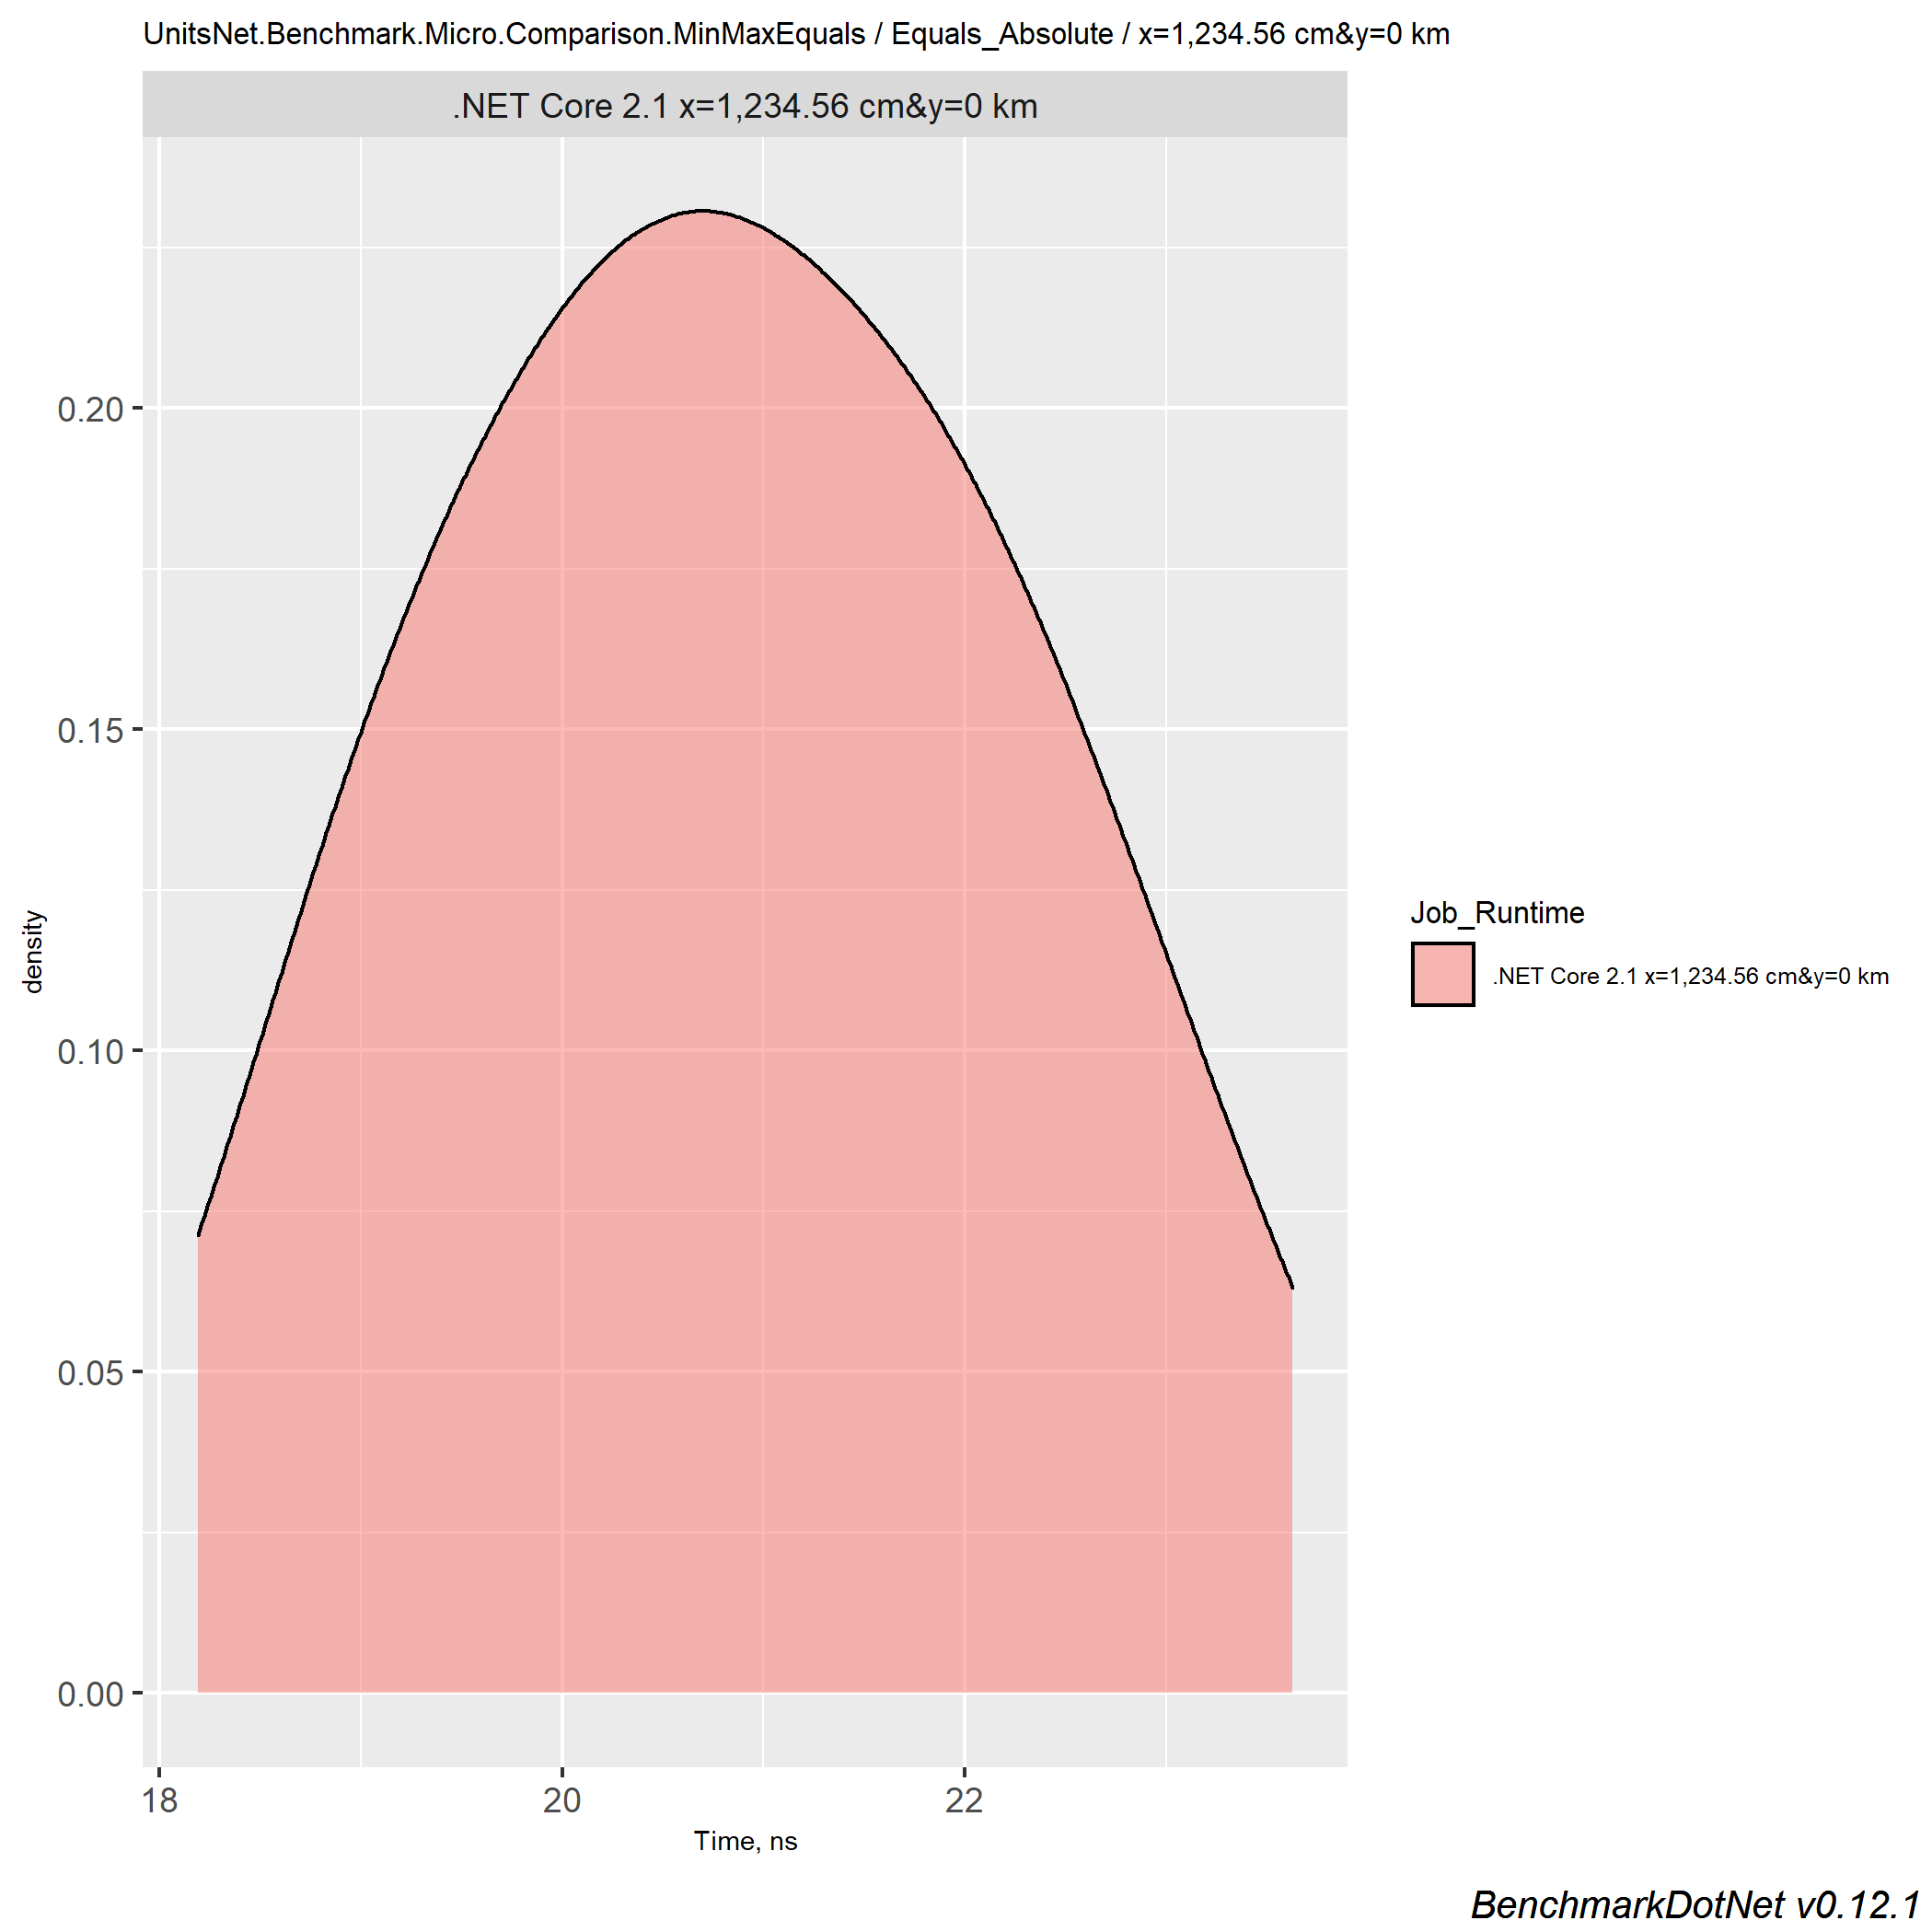 UnitsNet.Benchmark.Micro.Comparison.MinMaxEquals / Equals_Absolute / x=1,234.56 cm&y=0 km
.NET Core 2.1 x=1,234.56 cm&y=0 km
0.20
0.15
0.10
0.05
0.00
density
18
20
22
Time, ns
Job_Runtime
.NET Core 2.1 x=1,234.56 cm&y=0 km
BenchmarkDotNet v0.12.1